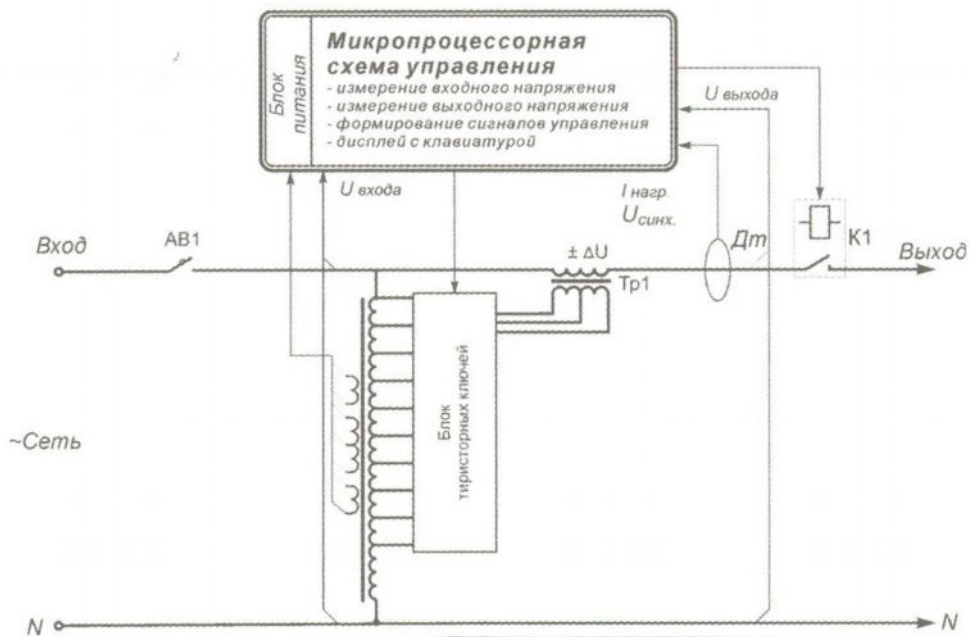 Блок
питания
Микропроцессорная
схема управления
- измерение входного напряжения
- измерение выходного напряжения
- формирование сигналов управления
- дисплей с клавиатурой
U выхода
U входа
I нагр.
Uсинх.
Вход
АВ1
± ΔU
Тр1
Дт
К1
Выход
Блок
тиристорных ключей
~Сеть
N
N